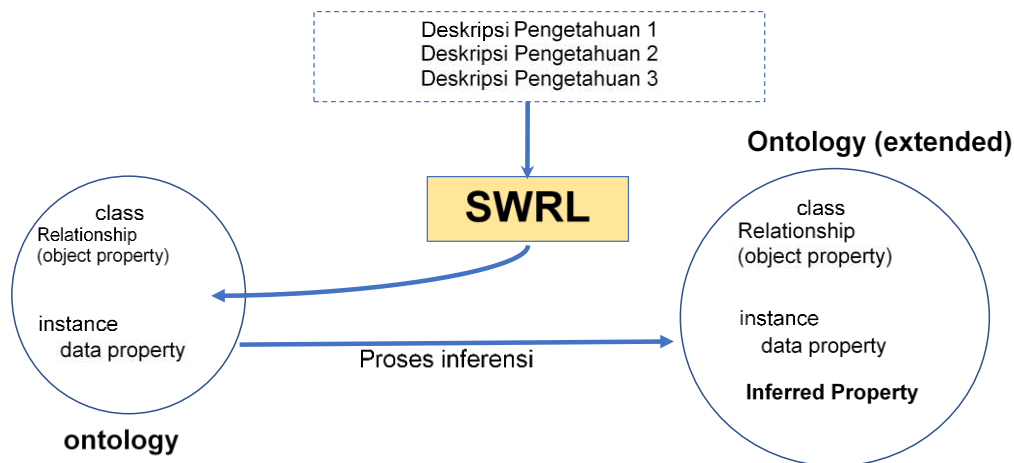 Deskripsi Pengetahuan 1
Deskripsi Pengetahuan 2
Deskripsi Pengetahuan 3
SWRL
class
Relationship
(object property)
instance
data property
ontology
Proses inferensi
Ontology (extended)
class
Relationship
(object property)
instance
data property
Inferred Property